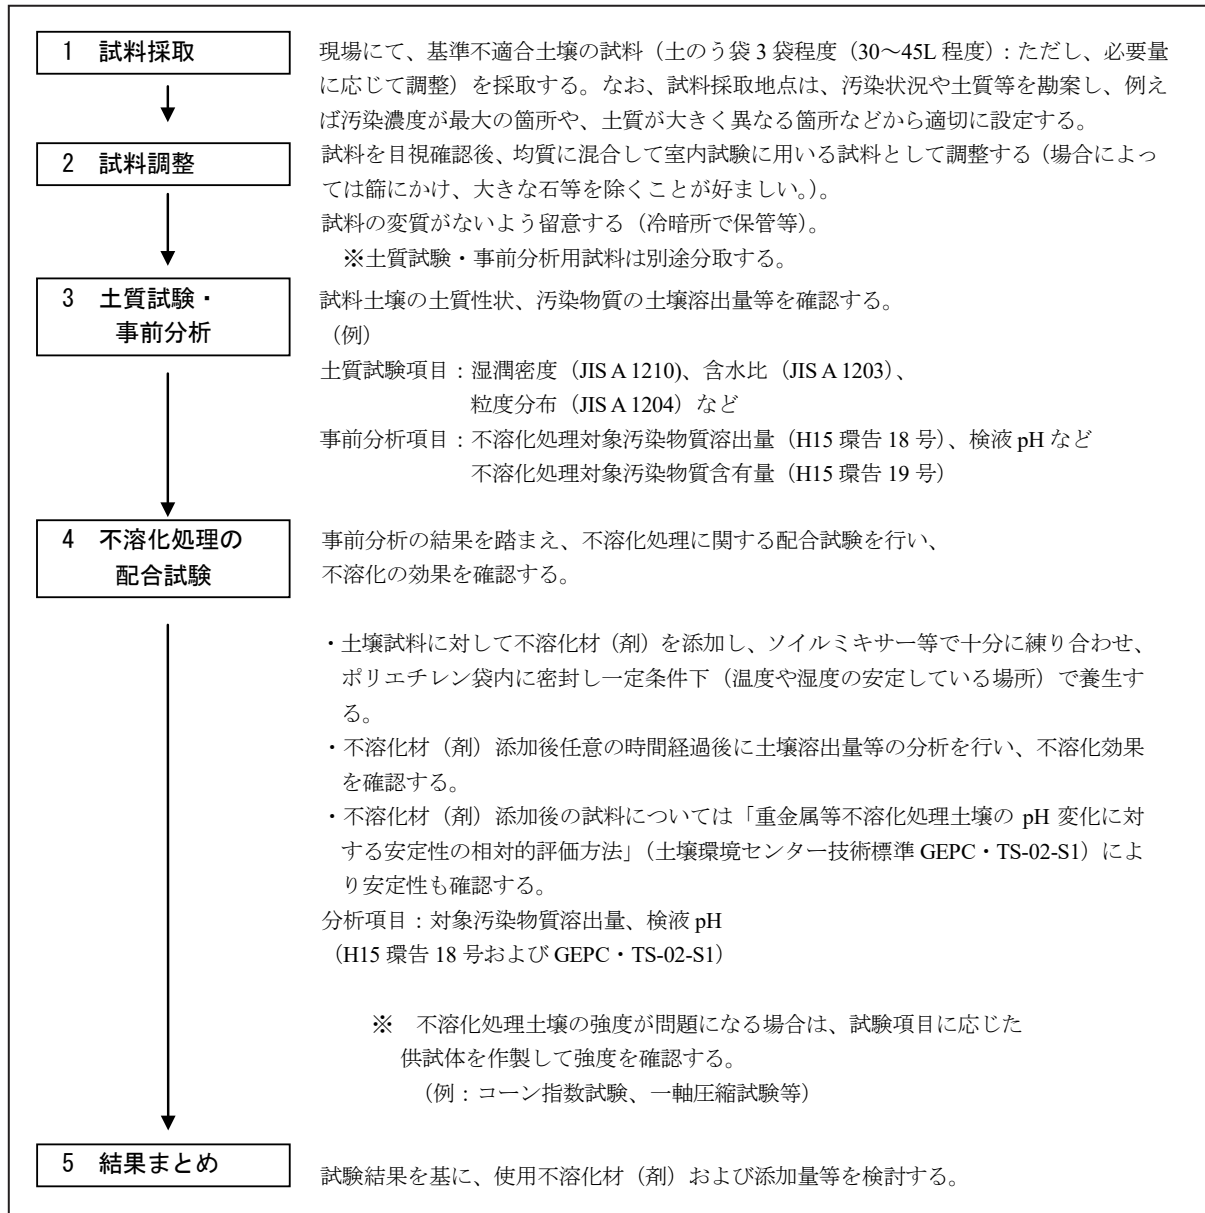 1 試料採取
現場にて、基準不適合土壌の試料（土のう袋 3 袋程度（30～45L 程度）：ただし、必要量
に応じて調整）を採取する。なお、試料採取地点は、汚染状況や土質等を勘案し、例え
ば汚染濃度が最大の箇所や、土質が大きく異なる箇所などから適切に設定する。
2 試料調整
試料を目視確認後、均質に混合して室内試験に用いる試料として調整する（場合によっ
ては篩にかけ、大きな石等を除くことが好ましい。）。
試料の変質がないよう留意する（冷暗所で保管等）。
※土質試験・事前分析用試料は別途分取する。
3 土質試験・
事前分析
試料土壌の土質性状、汚染物質の土壌溶出量等を確認する。
（例）
土質試験項目：湿潤密度（JIS A 1210)、含水比（JIS A 1203）、
粒度分布（JIS A 1204）など
事前分析項目：不溶化処理対象汚染物質溶出量（H15 環告 18 号）、検液 pH など
不溶化処理対象汚染物質含有量（H15 環告 19 号）
4 不溶化処理の
配合試験
事前分析の結果を踏まえ、不溶化処理に関する配合試験を行い、
不溶化の効果を確認する。
・土壌試料に対して不溶化材（剤）を添加し、ソイルミキサー等で十分に練り合わせ、
ポリエチレン袋内に密封し一定条件下（温度や湿度の安定している場所）で養生す
る。
・不溶化材（剤）添加後任意の時間経過後に土壌溶出量等の分析を行い、不溶化効果
を確認する。
・不溶化材（剤）添加後の試料については「重金属等不溶化処理土壌の pH 変化に対
する安定性の相対的評価方法」（土壌環境センター技術標準 GEPC・TS-02-S1）によ
り安定性も確認する。
分析項目：対象汚染物質溶出量、検液 pH
（H15 環告 18 号および GEPC・TS-02-S1）
※ 不溶化処理土壌の強度が問題になる場合は、試験項目に応じた
供試体を作製して強度を確認する。
（例：コーン指数試験、一軸圧縮試験等）
5 結果まとめ
試験結果を基に、使用不溶化材（剤）および添加量等を検討する。